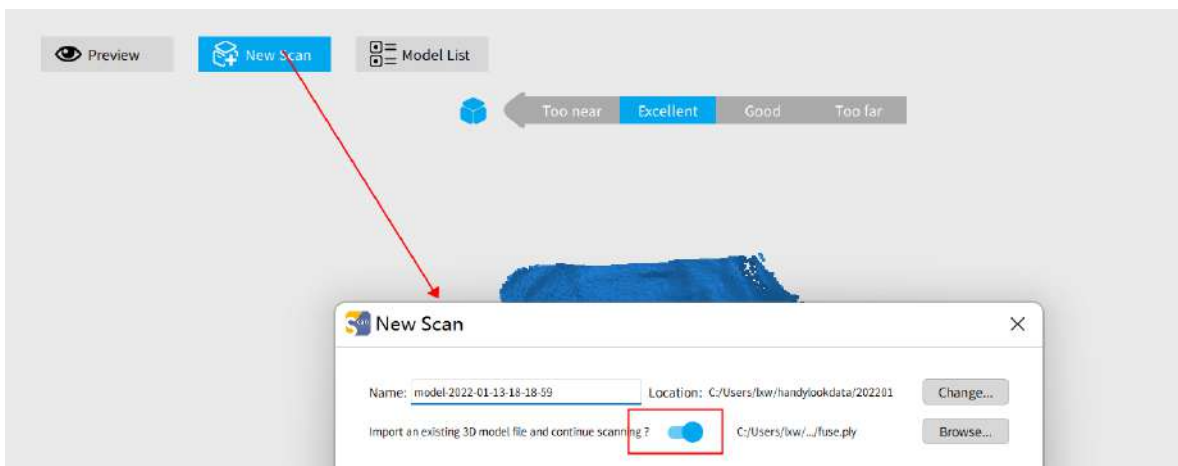 Preview New Scan Model List
Too near Excellent Good Too far
New Scan
Name: model-2022-01-13-18-18-59 Location: C:/Users/lxw/handylookdata/202201 Change...
Import an existing 3D model file and continue scanning ? C:/Users/lxw/.../fuse.ply Browse...